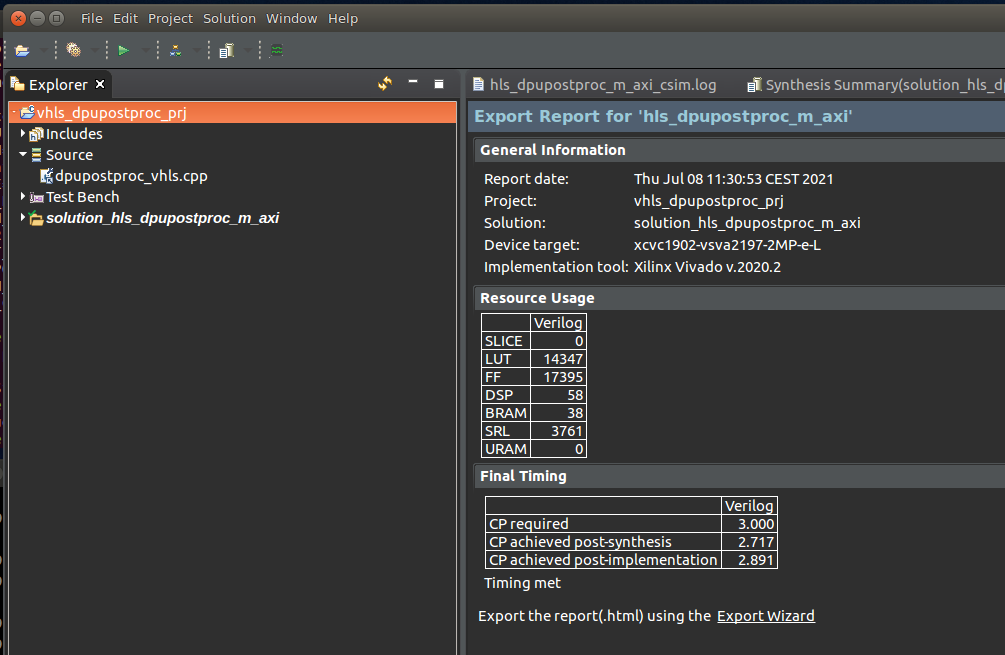 File Edit Project Solution Window Help
Explorer
vhls_dpupostproc_prj
Includes
Source
dpupostproc_vhls.cpp
Test Bench
solution_hls_dpupostproc_m_axi
hls_dpupostproc_m_axi_csim.log Synthesis Summary(solution_hls_d
Export Report for 'hls_dpupostproc_m_axi'
General Information
Report date: Thu Jul 08 11:30:53 CEST 2021
Project: vhls_dpupostproc_prj
Solution: solution_hls_dpupostproc_m_axi
Device target: xcvc1902-vsva2197-2MP-e-L
Implementation tool: Xilinx Vivado v.2020.2
Resource Usage
Verilog
SLICE 0
LUT 14347
FF 17395
DSP 58
BRAM 38
SRL 3761
URAM 0
Final Timing
Verilog
CP required 3.000
CP achieved post-synthesis 2.717
CP achieved post-implementation 2.891
Timing met
Export the report(.html) using the Export Wizard